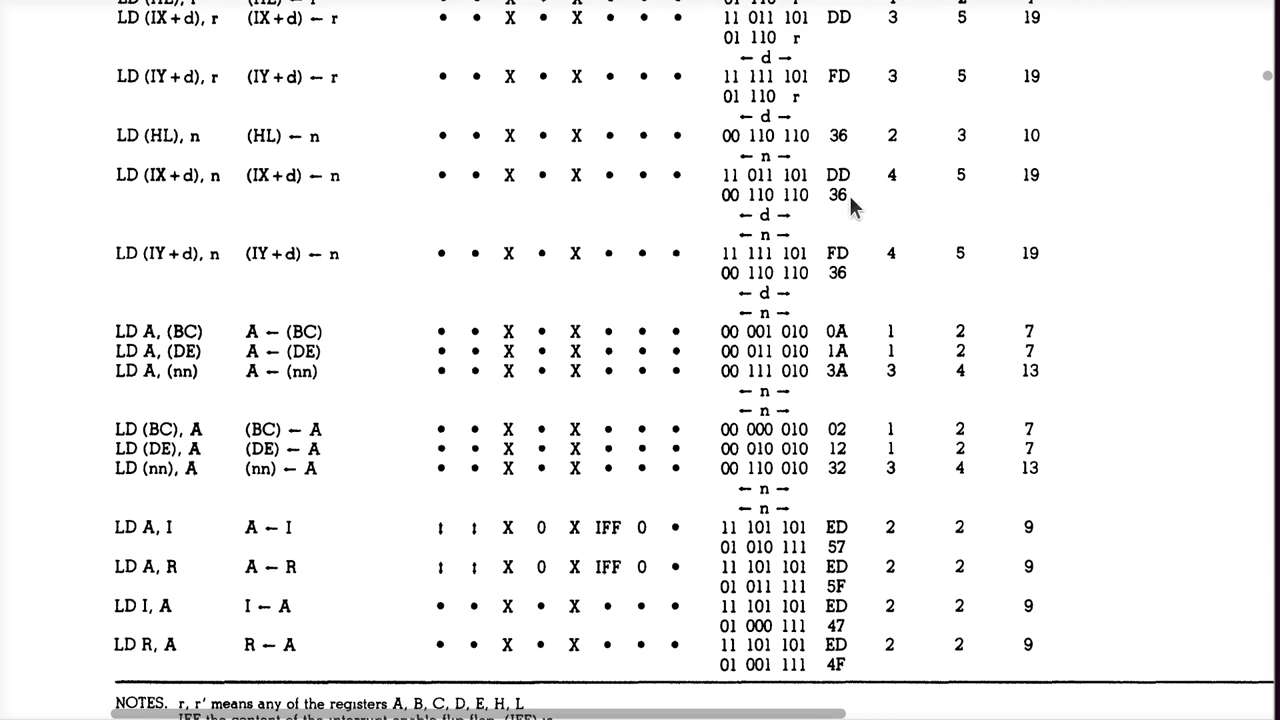 LD (IX+d), r (IX+d) ← r • • X • X • • • 11 011 101 DD 3 5 19
01 110 r
← d →
LD (IY+d), r (IY+d) ← r • • X • X • • • 11 111 101 FD 3 5 19
01 110 r
← d →
LD (HL), n (HL) ← n • • X • X • • • 00 110 110 36 2 3 10
← n →
LD (IX+d), n (IX+d) ← n • • X • X • • • 11 011 101 DD 4 5 19
00 110 110 36
← d →
← n →
LD (IY+d), n (IY+d) ← n • • X • X • • • 11 111 101 FD 4 5 19
00 110 110 36
← d →
← n →
LD A, (BC) A ← (BC) • • X • X • • • 00 001 010 0A 1 2 7
LD A, (DE) A ← (DE) • • X • X • • • 00 011 010 1A 1 2 7
LD A, (nn) A ← (nn) • • X • X • • • 00 111 010 3A 3 4 13
← n →
← n →
LD (BC), A (BC) ← A • • X • X • • • 00 000 010 02 1 2 7
LD (DE), A (DE) ← A • • X • X • • • 00 010 010 12 1 2 7
LD (nn), A (nn) ← A • • X • X • • • 00 110 010 32 3 4 13
← n →
← n →
LD A, I A ← I ↕ ↕ X 0 X IFF 0 • 11 101 101 ED 2 2 9
01 010 111 57
LD A, R A ← R ↕ ↕ X 0 X IFF 0 • 11 101 101 ED 2 2 9
01 011 111 5F
LD I, A I ← A • • X • X • • • 11 101 101 ED 2 2 9
01 000 111 47
LD R, A R ← A • • X • X • • • 11 101 101 ED 2 2 9
01 001 111 4F
NOTES. r, r' means any of the registers A, B, C, D, E, H, L